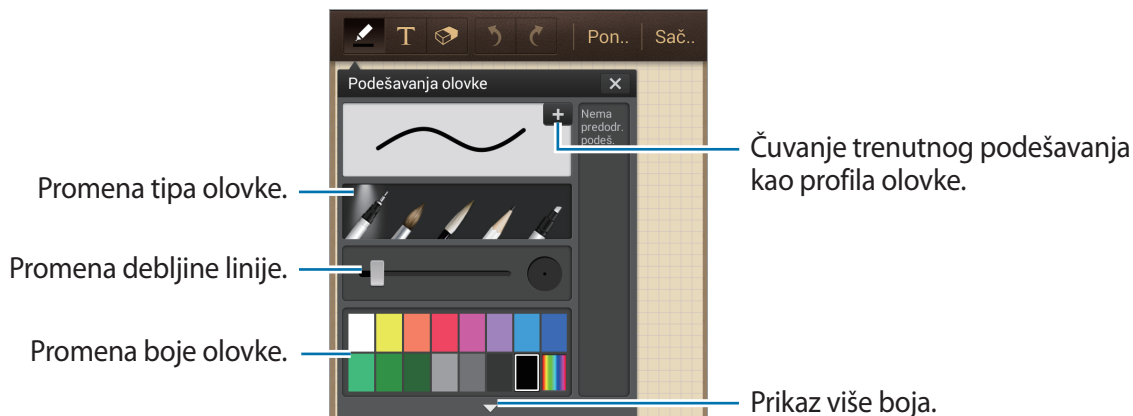 T
Pon..
Sač..
Podešavanja olovke
Nema
predodr.
podeš.
Čuvanje trenutnog podešavanja
kao profila olovke.
Promena tipa olovke.
Promena debljine linije.
Promena boje olovke.
Prikaz više boja.